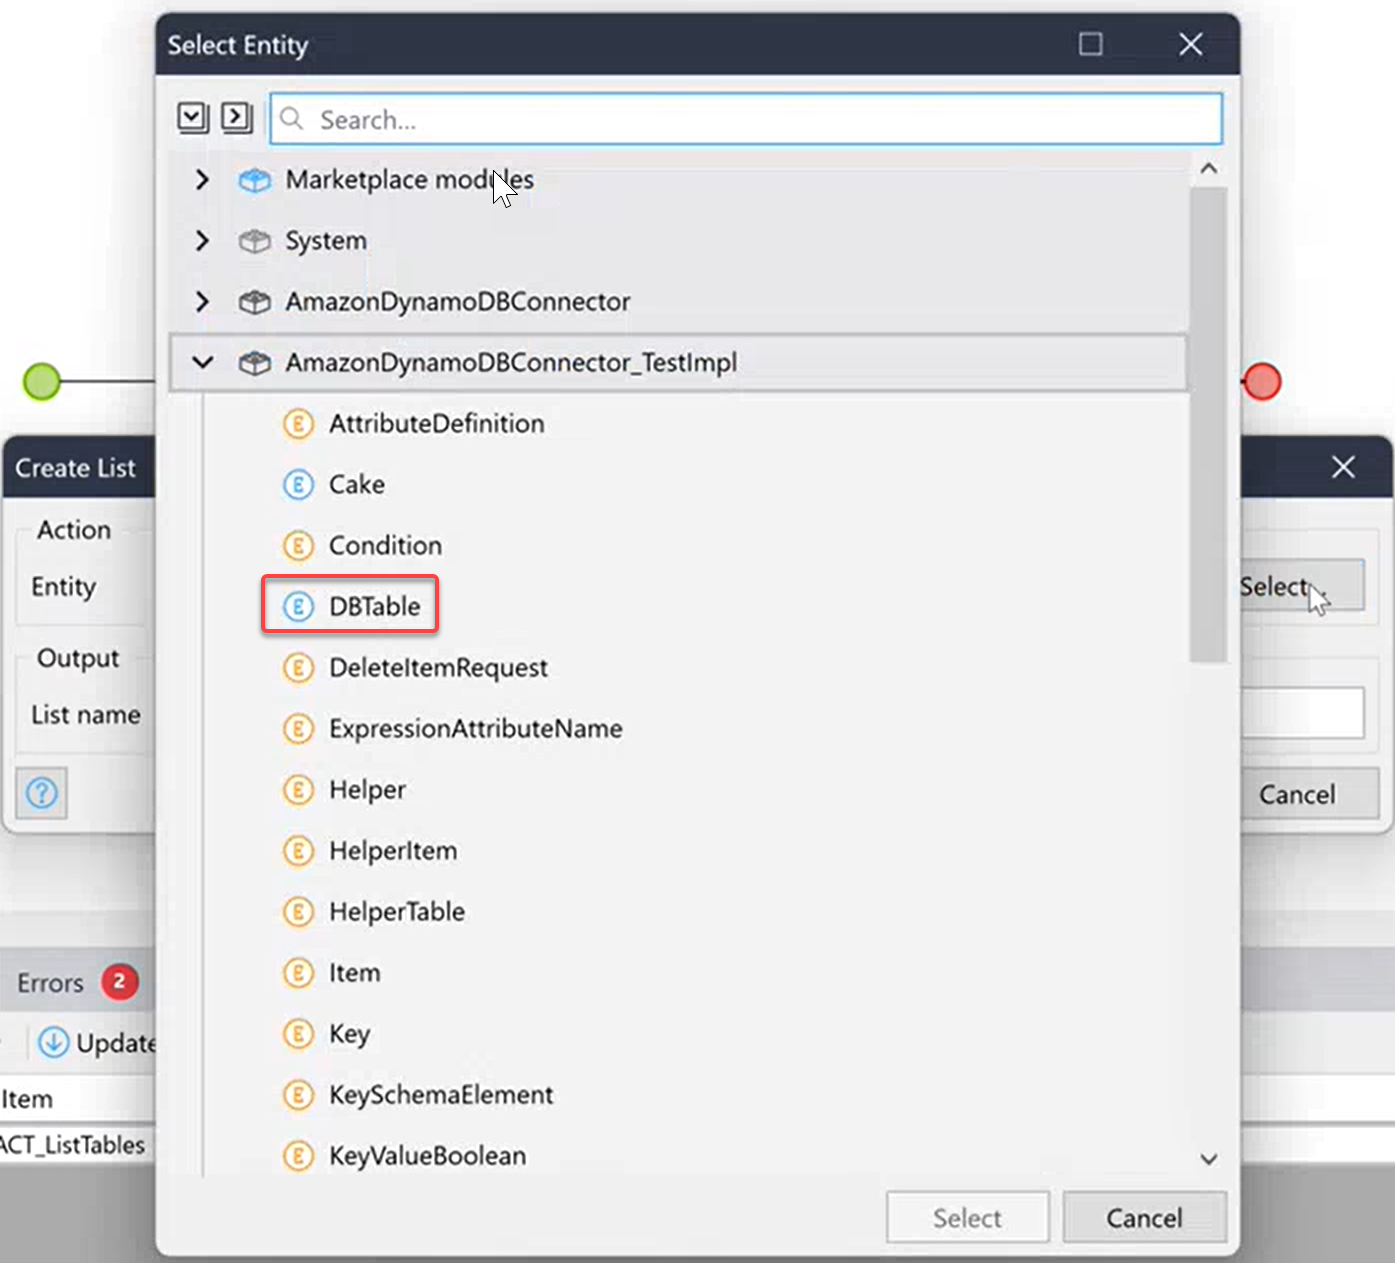 Select Entity
Search...
Marketplace modules
System
AmazonDynamoDBConnector
AmazonDynamoDBConnector_TestImpl
AttributeDefinition
Cake
Condition
DBTable
DeleteItemRequest
ExpressionAttributeName
Helper
HelperItem
HelperTable
Item
Key
KeySchemaElement
KeyValueBoolean
Select
Cancel
Create List
Action
Entity
Select...
Output
List name
Cancel
Errors 2
Update
Item
ACT_ListTables